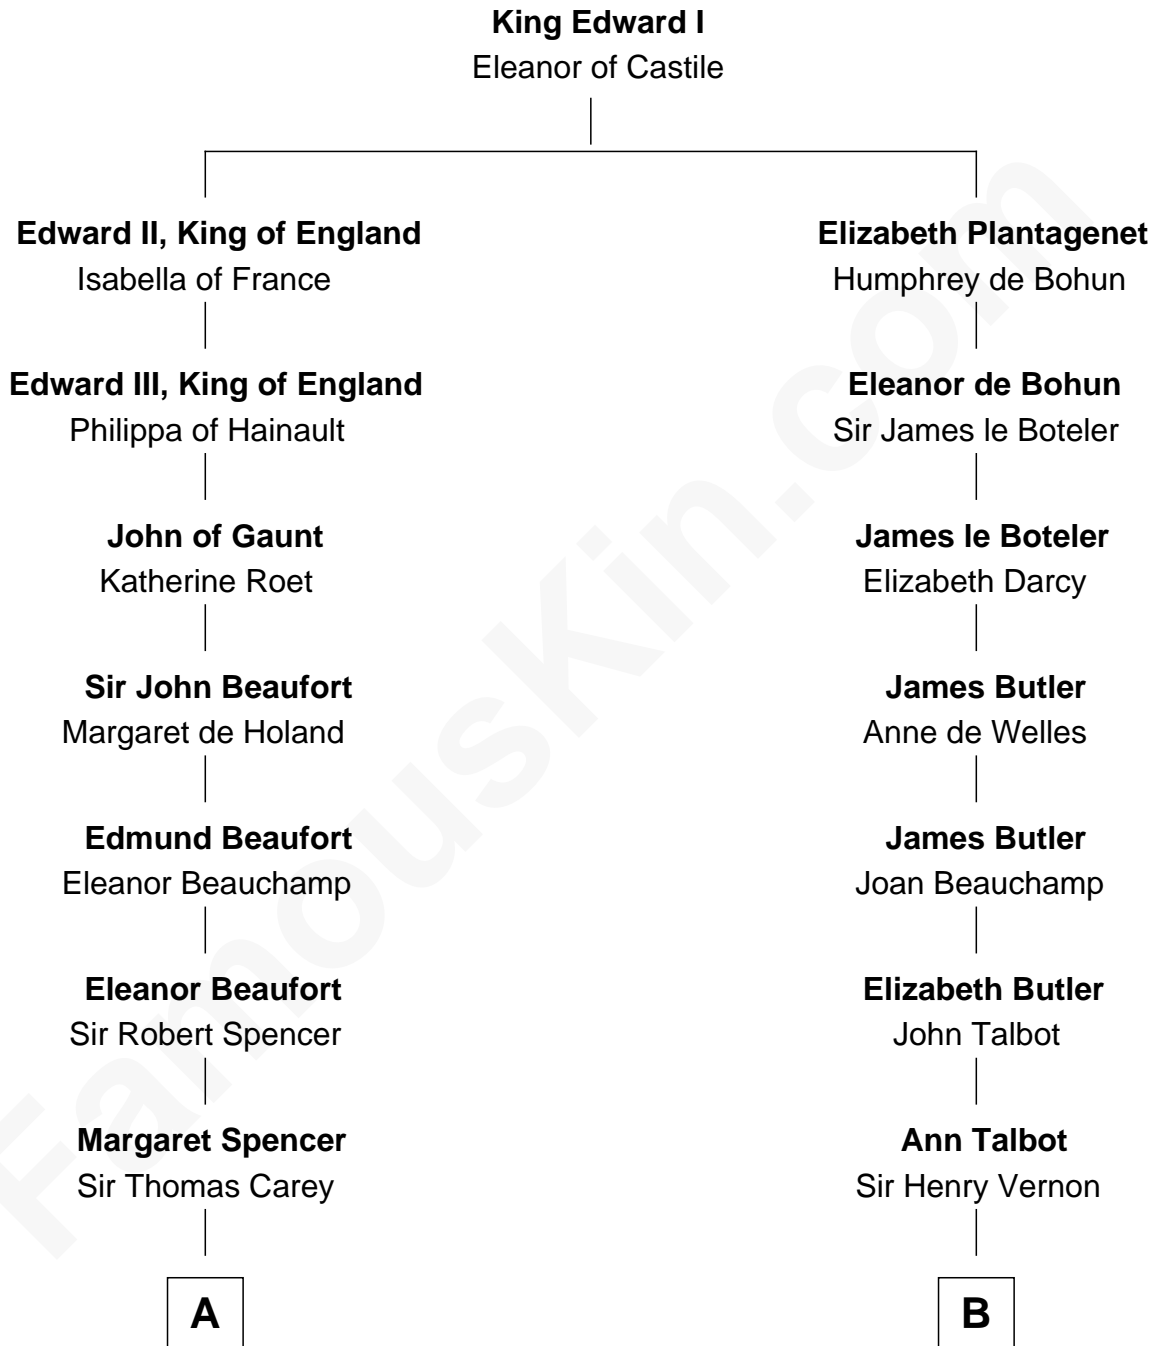 King Edward I
Eleanor of Castile
Edward II, King of England
Isabella of France
Elizabeth Plantagenet
Humphrey de Bohun
Edward III, King of England
Philippa of Hainault
Eleanor de Bohun
Sir James le Boteler
John of Gaunt
Katherine Roet
James le Boteler
Elizabeth Darcy
Sir John Beaufort
Margaret de Holand
James Butler
Anne de Welles
Edmund Beaufort
Eleanor Beauchamp
James Butler
Joan Beauchamp
Eleanor Beaufort
Sir Robert Spencer
Elizabeth Butler
John Talbot
Margaret Spencer
Sir Thomas Carey
Ann Talbot
Sir Henry Vernon
A
B
FamousKin.com